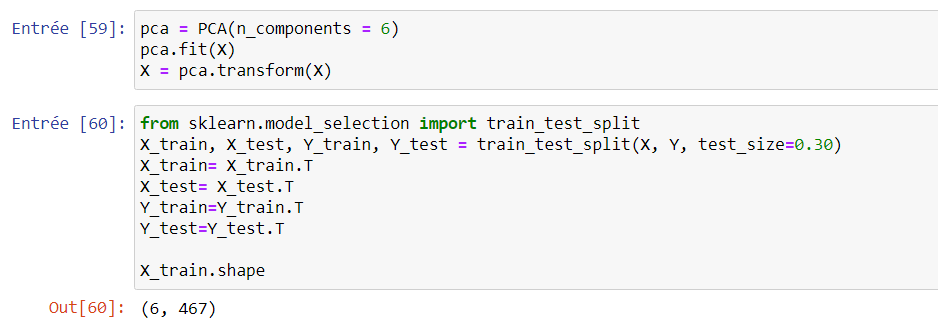 Entrée [59]: pca = PCA(n_components = 6)
pca.fit(X)
X = pca.transform(X)
Entrée [60]: from sklearn.model_selection import train_test_split
X_train, X_test, Y_train, Y_test = train_test_split(X, Y, test_size=0.30)
X_train= X_train.T
X_test= X_test.T
Y_train=Y_train.T
Y_test=Y_test.T
X_train.shape
Out[60]: (6, 467)